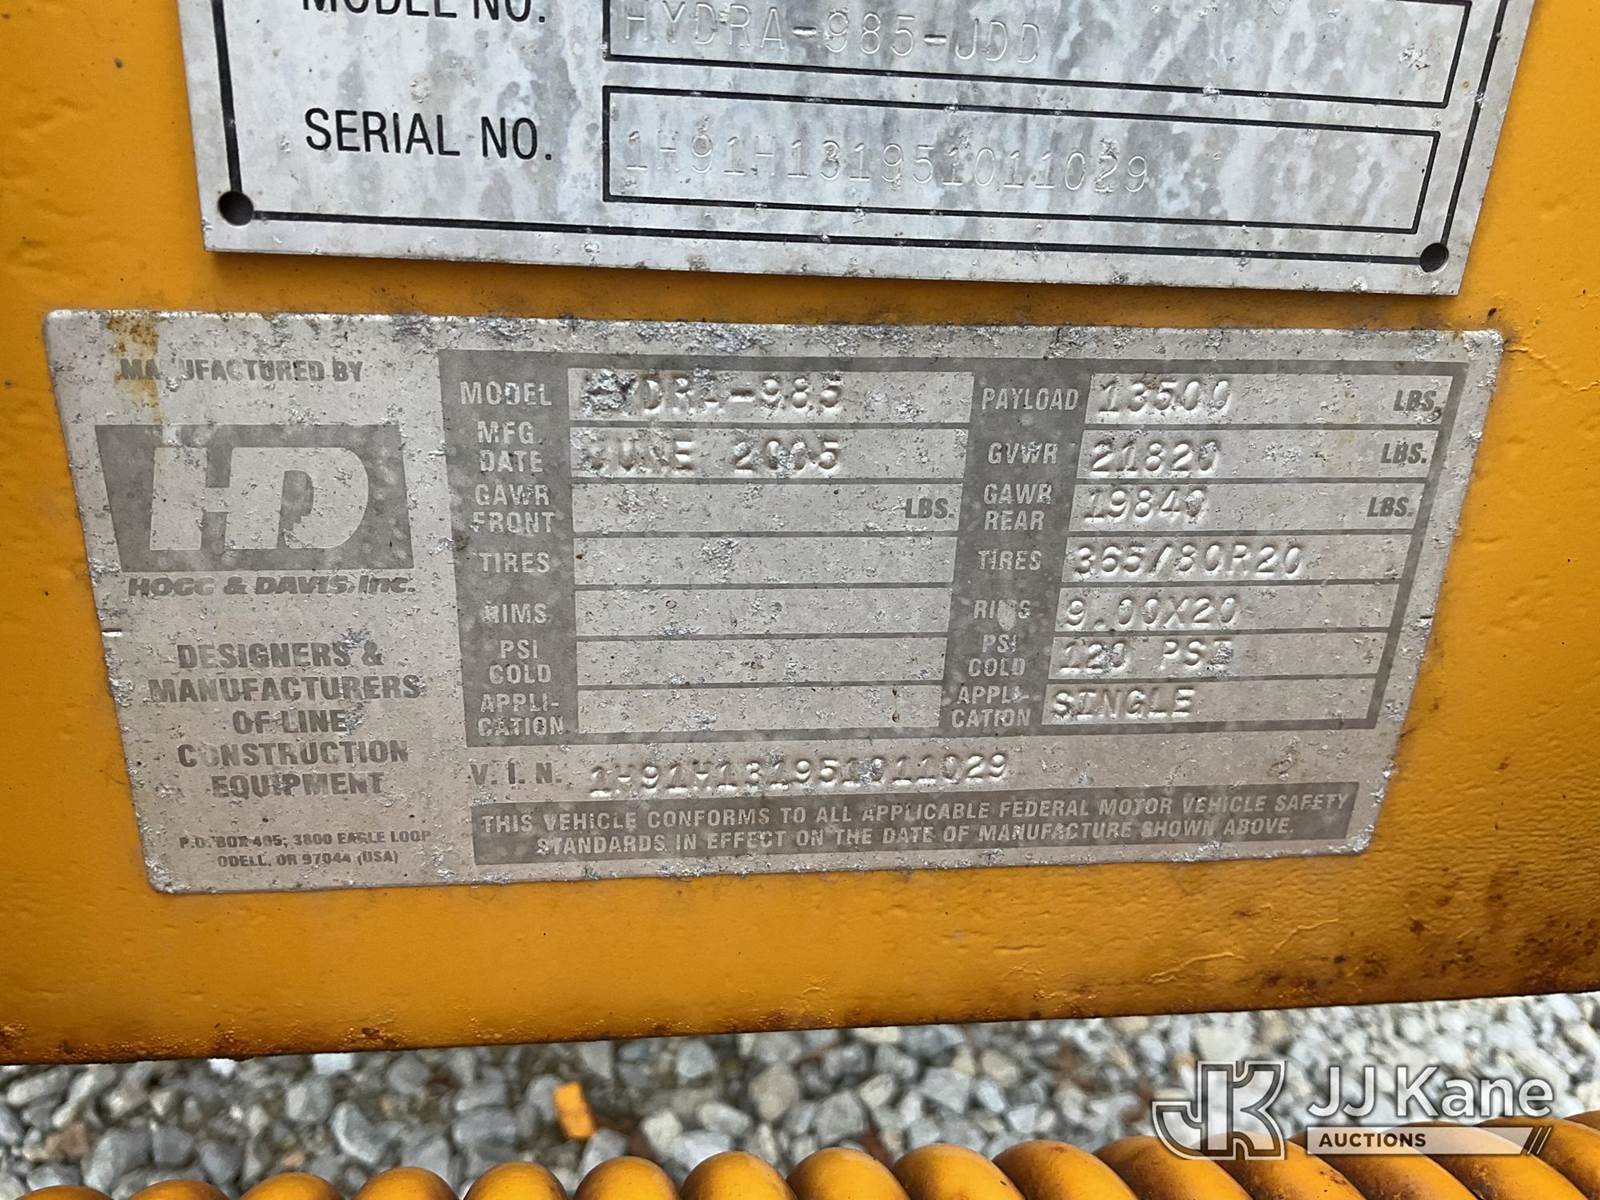 MODEL NO. HYDRA-985-JDD
SERIAL NO. 1H91H131951011029
MANUFACTURED BY
HD
HOGG & DAVIS, Inc.
DESIGNERS &
MANUFACTURERS
OF LINE
CONSTRUCTION
EQUIPMENT
P.O. BOX 405; 3800 EAGLE LOOP
ODELL, OR 97044 (USA)
MODEL HYDRA-985 PAYLOAD 13500 LBS.
MFG. DATE JUNE 2005 GVWR 21820 LBS.
GAWR FRONT LBS. GAWR REAR 19840 LBS.
TIRES TIRES 365/80R20
RIMS RIMS 9.00X20
PSI COLD PSI COLD 120 PSI
APPLI-CATION APPLI-CATION SINGLE
V.I.N. 1H91H131951011029
THIS VEHICLE CONFORMS TO ALL APPLICABLE FEDERAL MOTOR VEHICLE SAFETY
STANDARDS IN EFFECT ON THE DATE OF MANUFACTURE SHOWN ABOVE.
JK JJ Kane
AUCTIONS